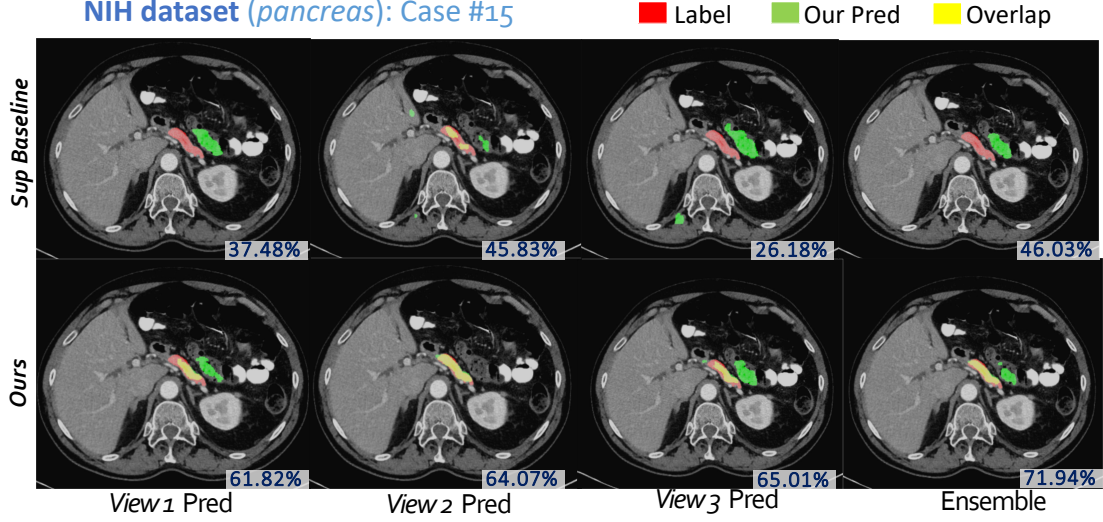 NIH dataset (pancreas): Case #15
Label Our Pred Overlap
Sup Baseline
37.48% 45.83% 26.18% 46.03%
Ours
61.82% 64.07% 65.01% 71.94%
View 1 Pred View 2 Pred View 3 Pred Ensemble